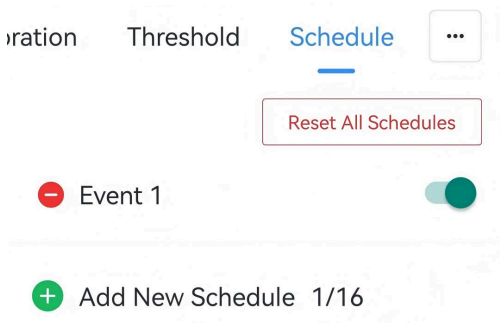 Threshold Schedule
Reset All Schedules
Event 1
Add New Schedule 1/16